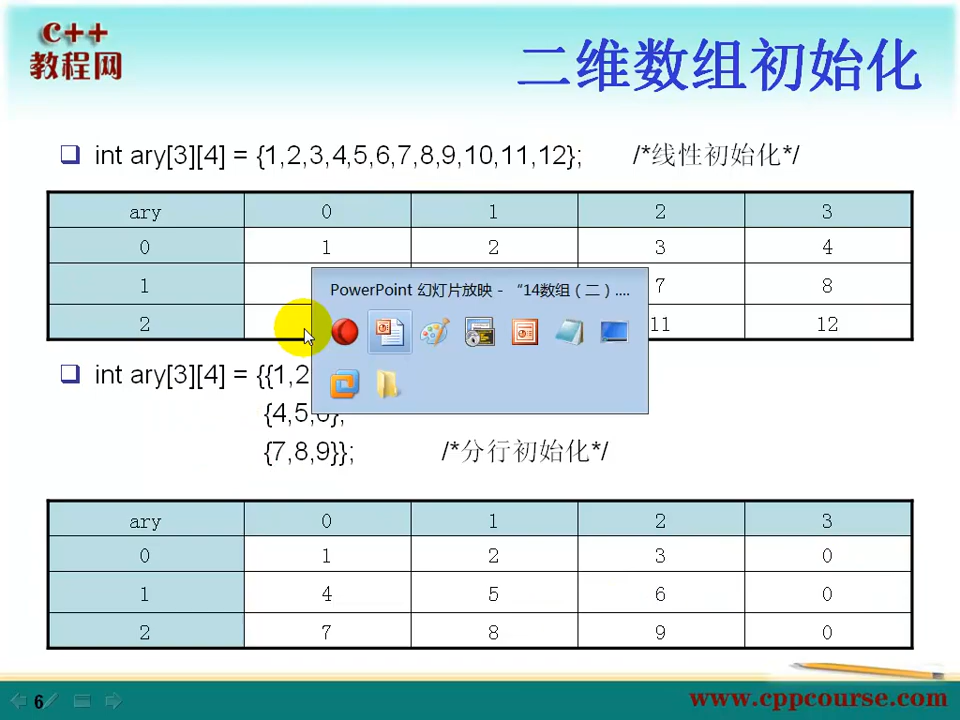 C++
教程网
二维数组初始化
int ary[3][4] = {1,2,3,4,5,6,7,8,9,10,11,12}; /*线性初始化*/
ary 0 1 2 3
0 1 2 3 4
1 7 8
2 11 12
PowerPoint 幻灯片放映 - “14数组（二）....
int ary[3][4] = {{1,2
{4,5,6},
{7,8,9}}; /*分行初始化*/
ary 0 1 2 3
0 1 2 3 0
1 4 5 6 0
2 7 8 9 0
6
www.cppcourse.com